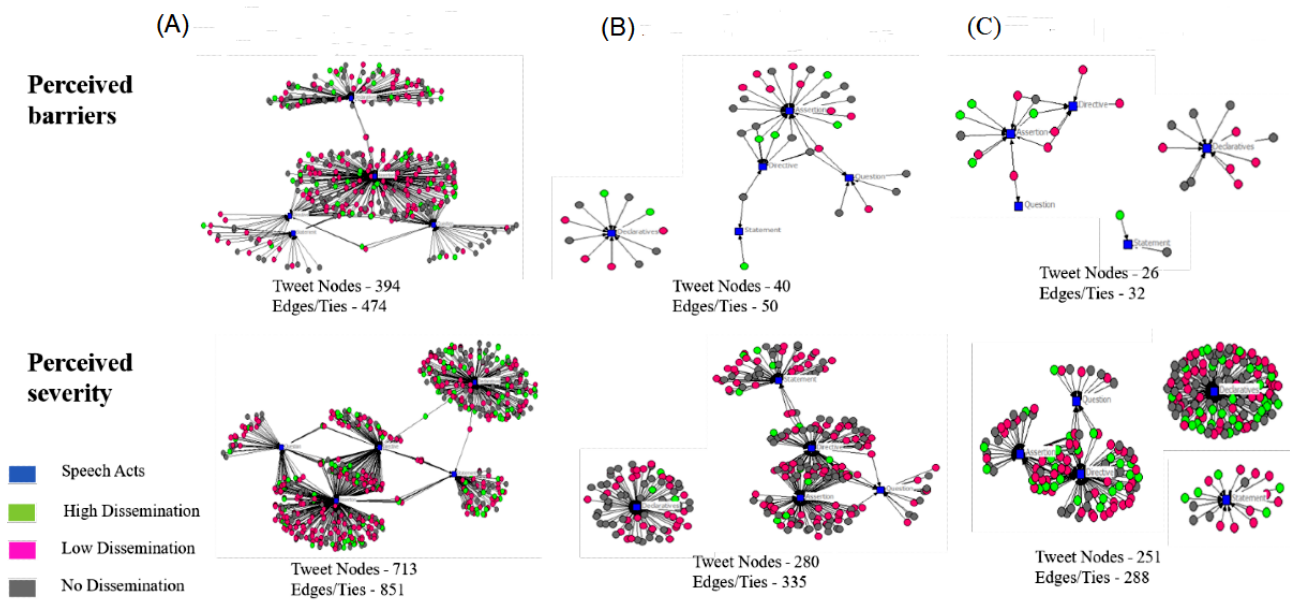 (A)
(B)
(C)
Perceived
barriers
Assertion
Directive
Question
Statement
Declaratives
Assertion
Directive
Question
Declaratives
Statement
Tweet Nodes - 394
Edges/Ties - 474
Tweet Nodes - 40
Edges/Ties - 50
Tweet Nodes - 26
Edges/Ties - 32
Perceived
severity
Statement
Directive
Assertion
Question
Declaratives
Question
Assertion
Directive
Declaratives
Statement
Tweet Nodes - 713
Edges/Ties - 851
Tweet Nodes - 280
Edges/Ties - 335
Tweet Nodes - 251
Edges/Ties - 288
Speech Acts
High Dissemination
Low Dissemination
No Dissemination